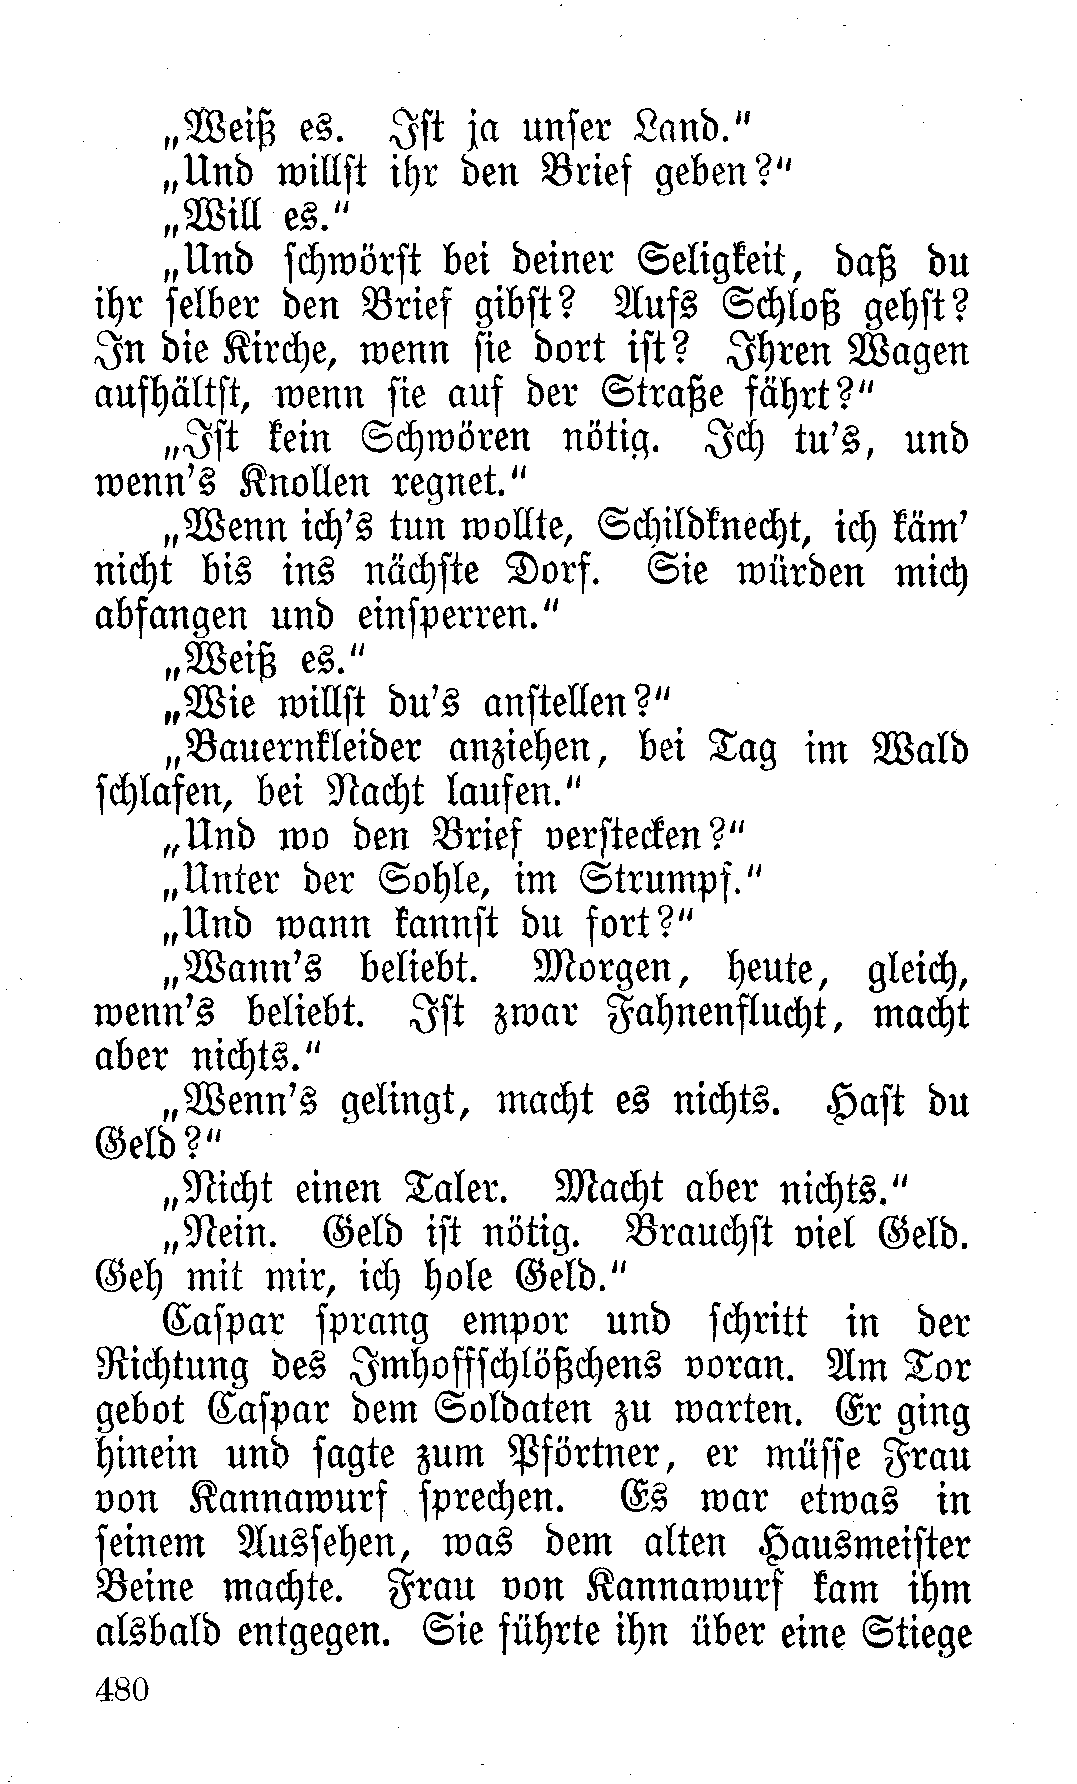 „Weiß es. Ist ja unser Land.“
„Und willst ihr den Brief geben?“
„Will es.“
„Und schwörst bei deiner Seligkeit, daß du
ihr selber den Brief gibst? Aufs Schloß gehst?
In die Kirche, wenn sie dort ist? Ihren Wagen
aufhältst, wenn sie auf der Straße fährt?“
„Ist kein Schwören nötig. Ich tu's, und
wenn's Knollen regnet.“
„Wenn ich's tun wollte, Schildknecht, ich käm'
nicht bis ins nächste Dorf. Sie würden mich
abfangen und einsperren.“
„Weiß es.“
„Wie willst du's anstellen?“
„Bauernkleider anziehen, bei Tag im Wald
schlafen, bei Nacht laufen.“
„Und wo den Brief verstecken?“
„Unter der Sohle, im Strumpf.“
„Und wann kannst du fort?“
„Wann's beliebt. Morgen, heute, gleich,
wenn's beliebt. Ist zwar Fahnenflucht, macht
aber nichts.“
„Wenn's gelingt, macht es nichts. Hast du
Geld?“
„Nicht einen Taler. Macht aber nichts.“
„Nein. Geld ist nötig. Brauchst viel Geld.
Geh mit mir, ich hole Geld.“
Caspar sprang empor und schritt in der
Richtung des Imhoffschlößchens voran. Am Tor
gebot Caspar dem Soldaten zu warten. Er ging
hinein und sagte zum Pförtner, er müsse Frau
von Kannawurf sprechen. Es war etwas in
seinem Aussehen, was dem alten Hausmeister
Beine machte. Frau von Kannawurf kam ihm
alsbald entgegen. Sie führte ihn über eine Stiege
480